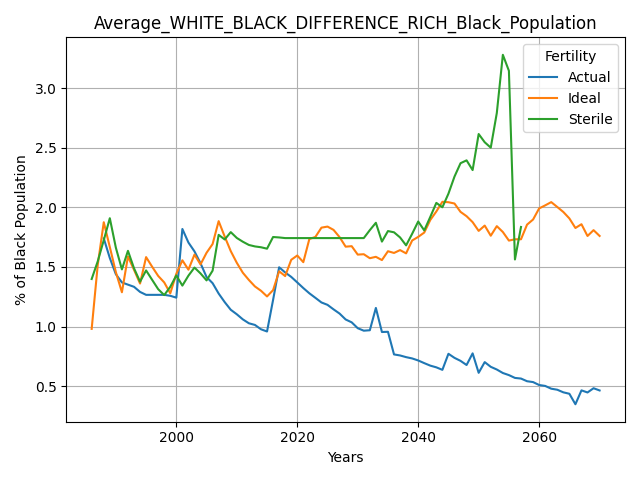 Average_WHITE_BLACK_DIFFERENCE_RICH_Black_Population
Fertility
Actual
Ideal
Sterile
% of Black Population
3.0
2.5
2.0
1.5
1.0
0.5
2000
2020
2040
2060
Years